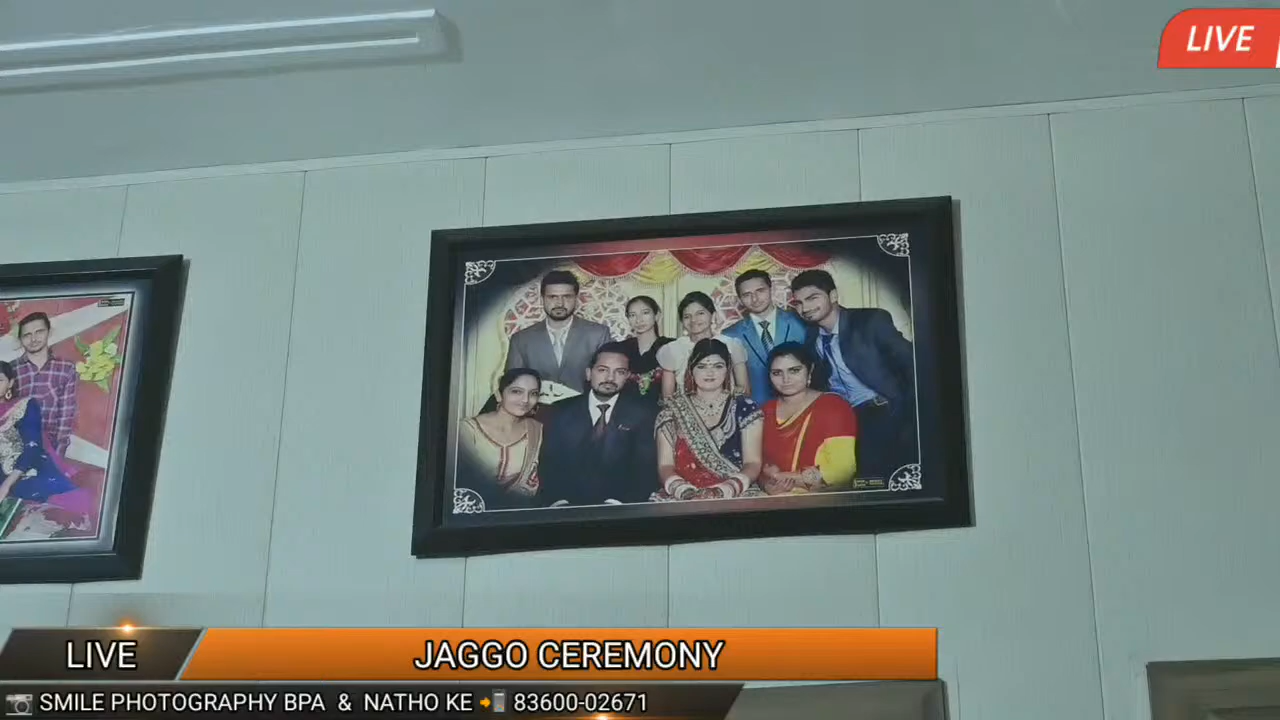 LIVE
LIVE
JAGGO CEREMONY
SMILE PHOTOGRAPHY BPA & NATHO KE 83600-02671